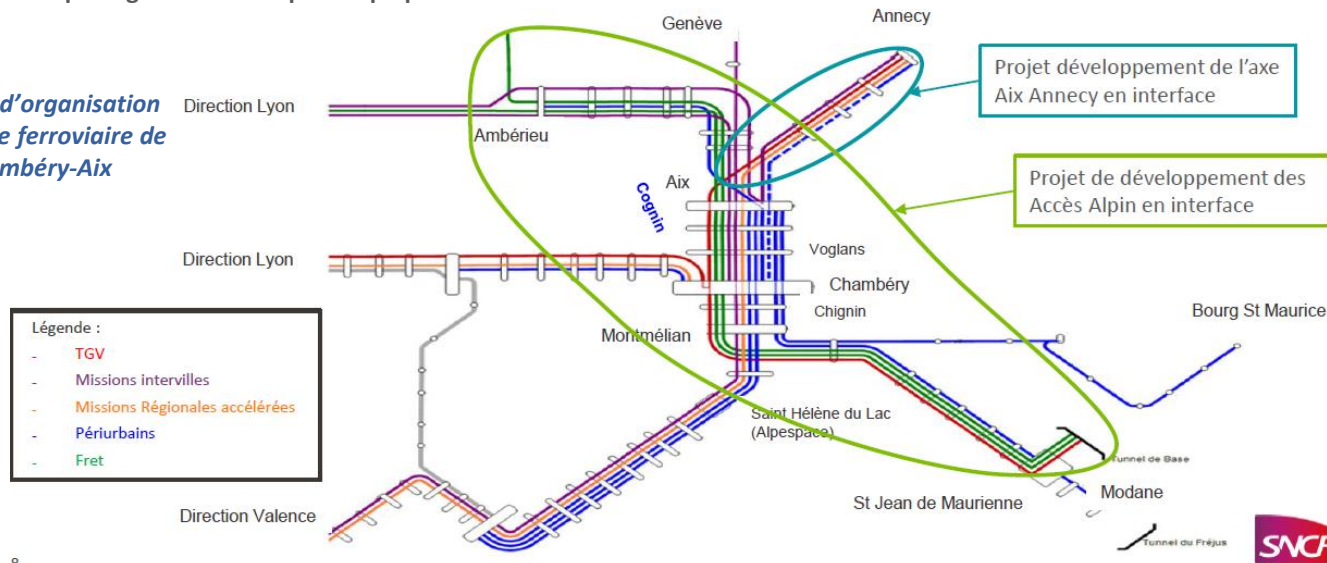 Genève
Annecy
d'organisation
e ferroviaire de
mbéry-Aix
Direction Lyon
Ambérieu
Projet développement de l'axe
Aix Annecy en interface
Aix
Cognin
Projet de développement des
Accès Alpin en interface
Direction Lyon
Voglans
Chambéry
Chignin
Montmélian
Bourg St Maurice
Légende :
- TGV
- Missions intervilles
- Missions Régionales accélérées
- Périurbains
- Fret
Saint Hélène du Lac
(Alpespace)
Tunnel de Base
Modane
St Jean de Maurienne
Direction Valence
Tunnel du Fréjus
SNCF
8